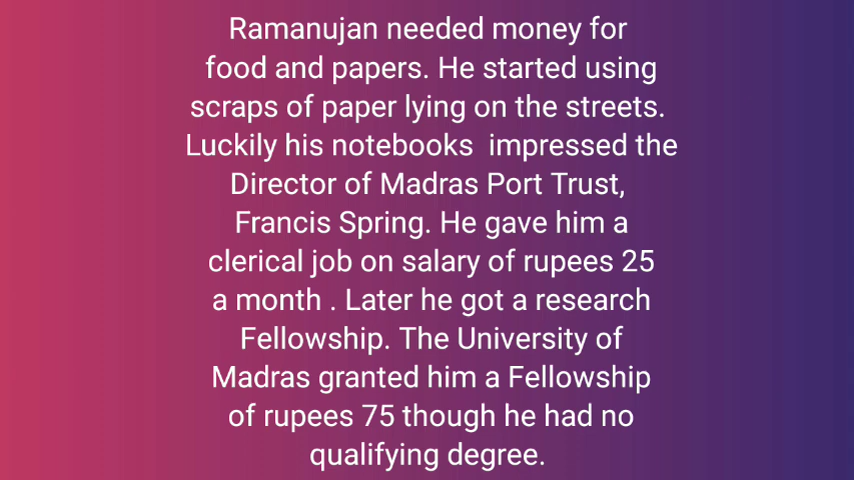 Ramanujan needed money for
food and papers. He started using
scraps of paper lying on the streets.
Luckily his notebooks  impressed the
Director of Madras Port Trust,
Francis Spring. He gave him a
clerical job on salary of rupees 25
a month . Later he got a research
Fellowship. The University of
Madras granted him a Fellowship
of rupees 75 though he had no
qualifying degree.